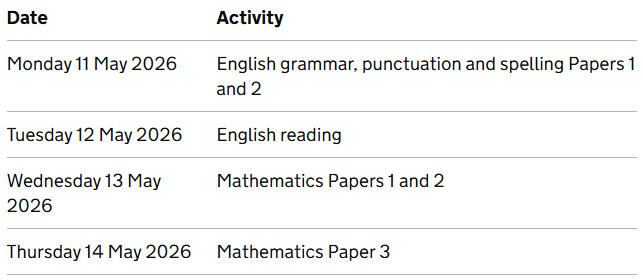 Date Activity
Monday 11 May 2026 English grammar, punctuation and spelling Papers 1
and 2
Tuesday 12 May 2026 English reading
Wednesday 13 May Mathematics Papers 1 and 2
2026
Thursday 14 May 2026 Mathematics Paper 3